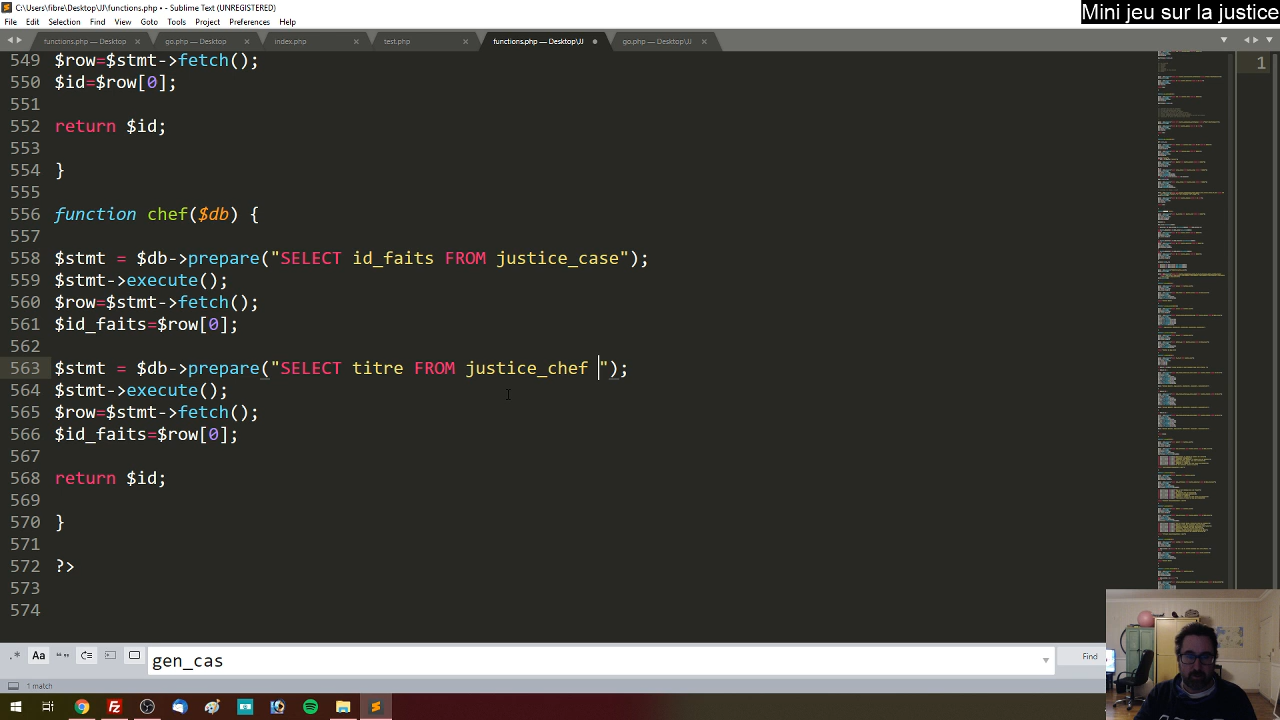 C:\Users\fibre\Desktop\JJ\functions.php • - Sublime Text (UNREGISTERED)
Mini jeu sur la justice
File Edit Selection Find View Goto Tools Project Preferences Help
functions.php — Desktop go.php — Desktop index.php test.php functions.php — Desktop\JJ go.php — Desktop\JJ
549 $row=$stmt->fetch();
1
550 $id=$row[0];
551
552 return $id;
553
554 }
555
556 function chef($db) {
557
558 $stmt = $db->prepare("SELECT id_faits FROM justice_case");
559 $stmt->execute();
560 $row=$stmt->fetch();
561 $id_faits=$row[0];
562
563 $stmt = $db->prepare("SELECT titre FROM justice_chef ");
564 $stmt->execute();
565 $row=$stmt->fetch();
566 $id_faits=$row[0];
567
568 return $id;
569
570 }
571
572 ?>
573
574
.* Aa “” gen_cas Find
1 match